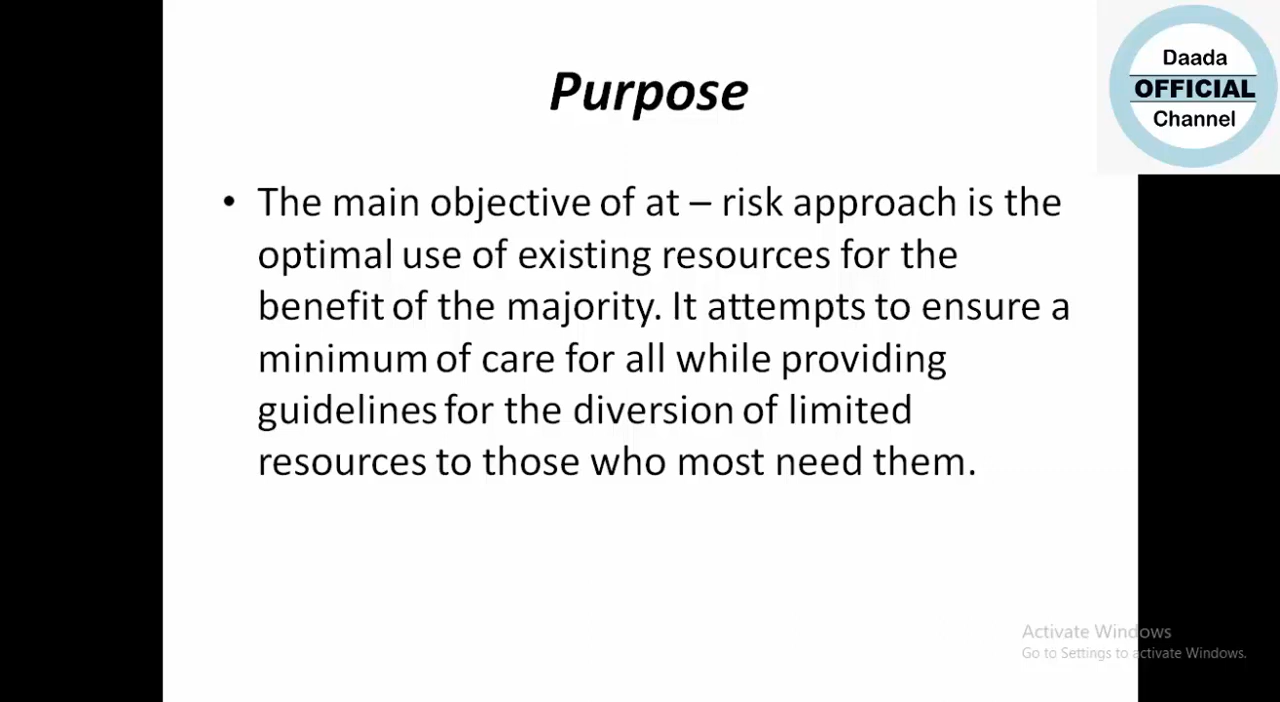 Daada
OFFICIAL
Channel
Purpose
• The main objective of at – risk approach is the
optimal use of existing resources for the
benefit of the majority. It attempts to ensure a
minimum of care for all while providing
guidelines for the diversion of limited
resources to those who most need them.
Activate Windows
Go to Settings to activate Windows.